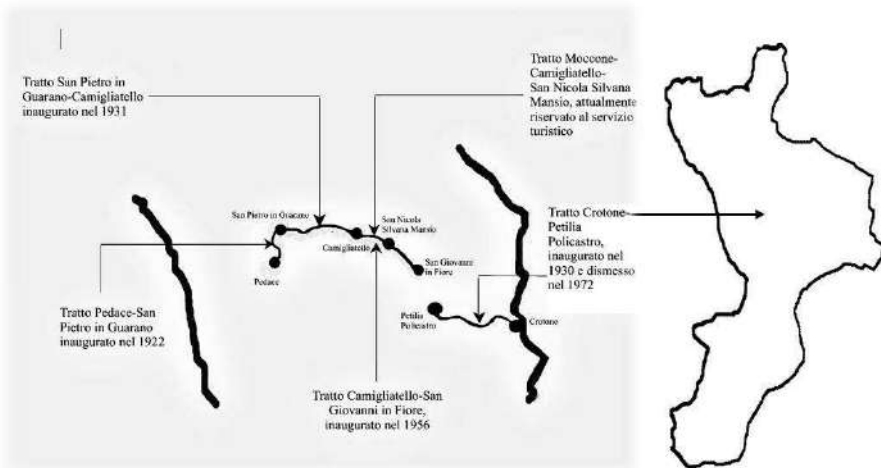 Tratto San Pietro in
Guarano-Camigliatello
inaugurato nel 1931
Tratto Moccone-
Camigliatello-
San Nicola Silvana
Mansio, attualmente
riservato al servizio
turistico
San Pietro in Guarano
San Nicola
Silvana Mansio
Camigliatello
San Giovanni
in Fiore
Pedace
Tratto Crotone-
Petilia
Policastro,
inaugurato nel
1930 e dismesso
nel 1972
Petilia
Policastro
Crotone
Tratto Pedace-San
Pietro in Guarano
inaugurato nel 1922
Tratto Camigliatello-San
Giovanni in Fiore,
inaugurato nel 1956